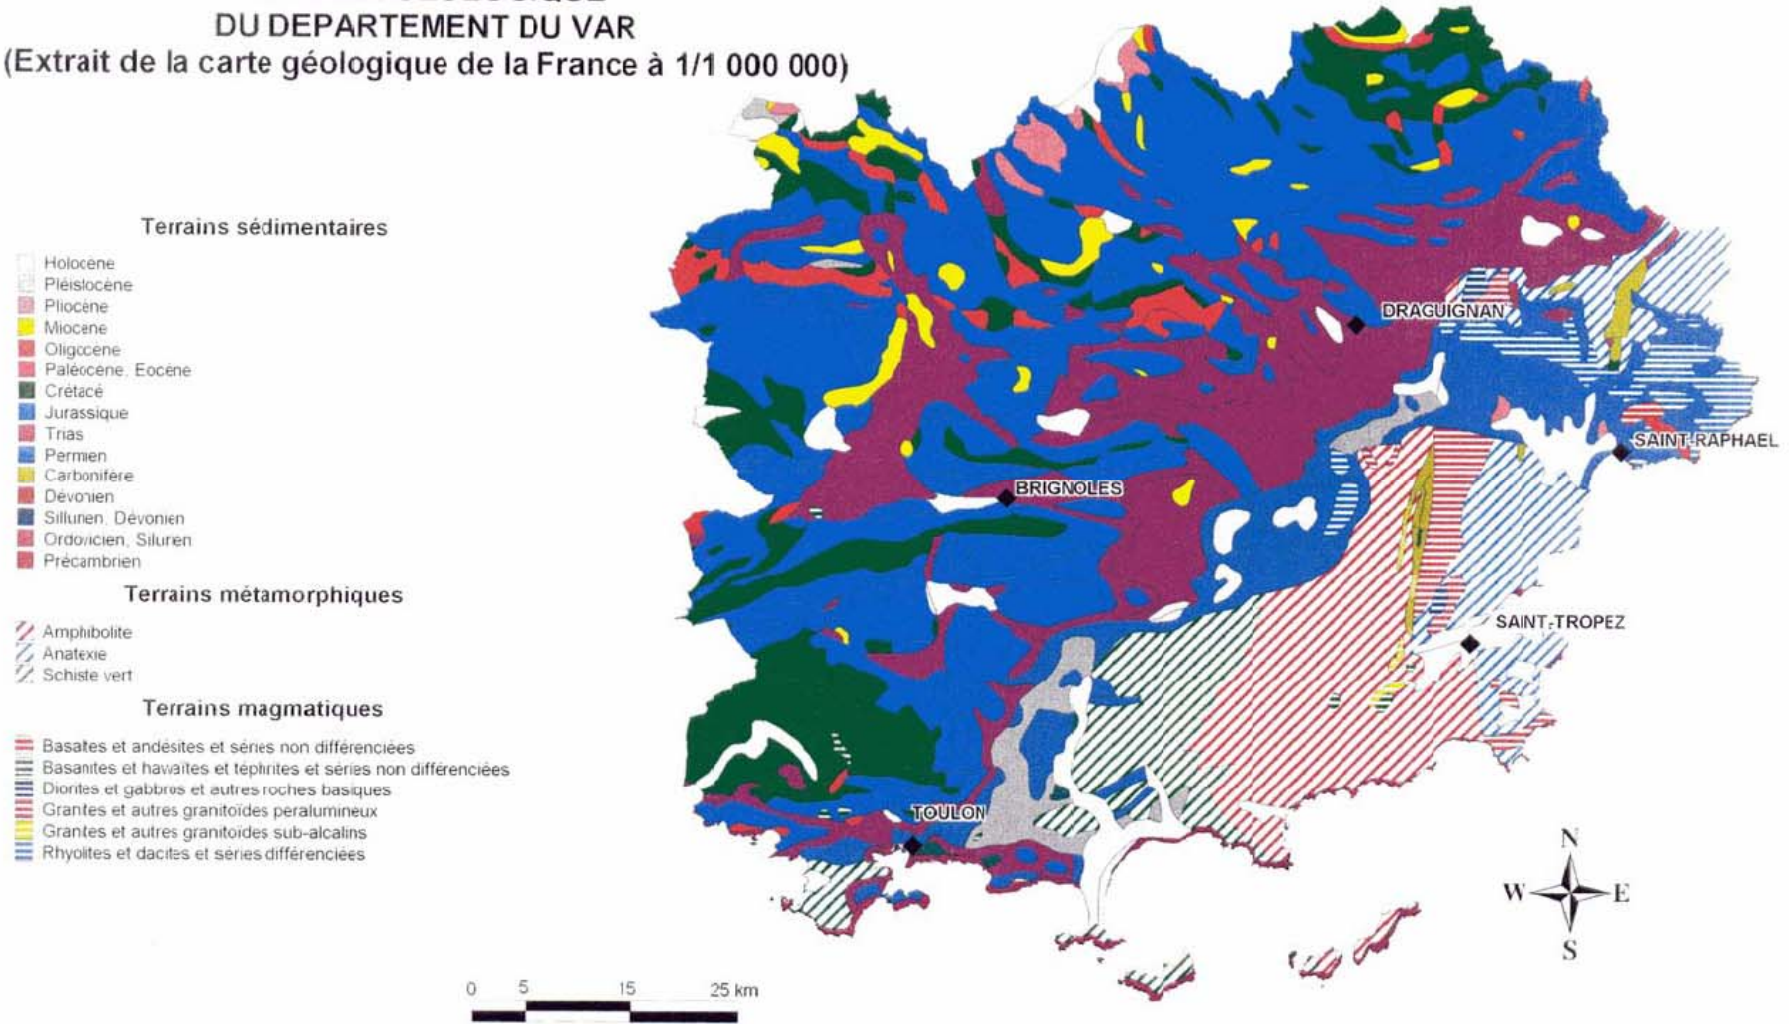 DU DEPARTEMENT DU VAR
(Extrait de la carte géologique de la France à 1/1 000 000)
Terrains sédimentaires
Holocène
Pléistocène
Pliocène
Miocène
Oligocène
Paléocène, Eocène
Crétacé
Jurassique
Trias
Permien
Carbonifère
Dévonien
Sillurien, Dévonien
Ordovicien, Siluren
Précambrien
Terrains métamorphiques
Amphibolite
Anatexie
Schiste vert
Terrains magmatiques
Basaltes et andésites et séries non différenciées
Basanites et hawaïtes et téphrites et séries non différenciées
Diorites et gabbros et autres roches basiques
Grantes et autres granitoïdes peralumineux
Grantes et autres granitoïdes sub-alcalins
Rhyolites et dacites et séries différenciées
DRAGUIGNAN
SAINT-RAPHAEL
BRIGNOLES
SAINT-TROPEZ
TOULON
N
W E
S
0 5 15 25 km